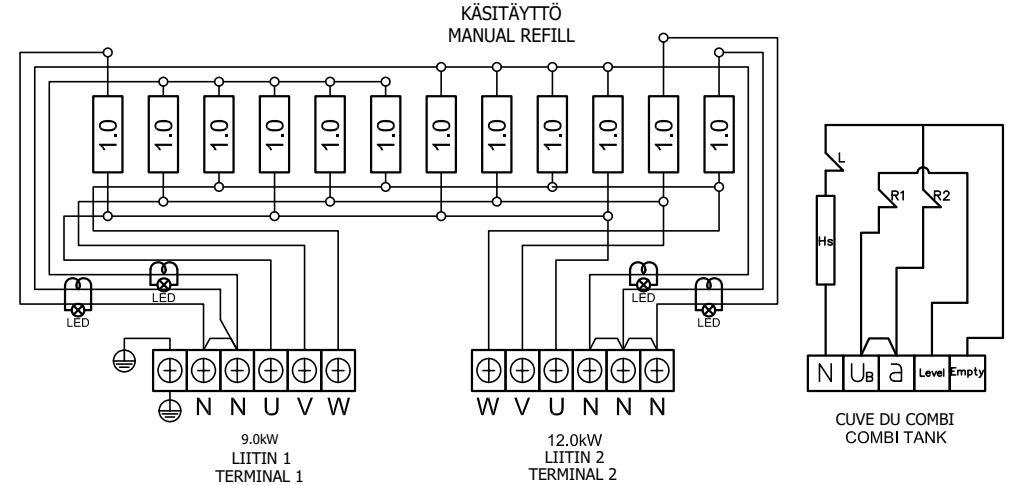 KÄSITÄYTTÖ
MANUAL REFILL
1.0 1.0 1.0 1.0 1.0 1.0 1.0 1.0 1.0 1.0 1.0 1.0
L
R1 R2
Hs
LED LED
LED LED
N UB a Level Empty
N N U V W
W V U N N N
CUVE DU COMBI
COMBI TANK
9.0kW
LIITIN 1
TERMINAL 1
12.0kW
LIITIN 2
TERMINAL 2